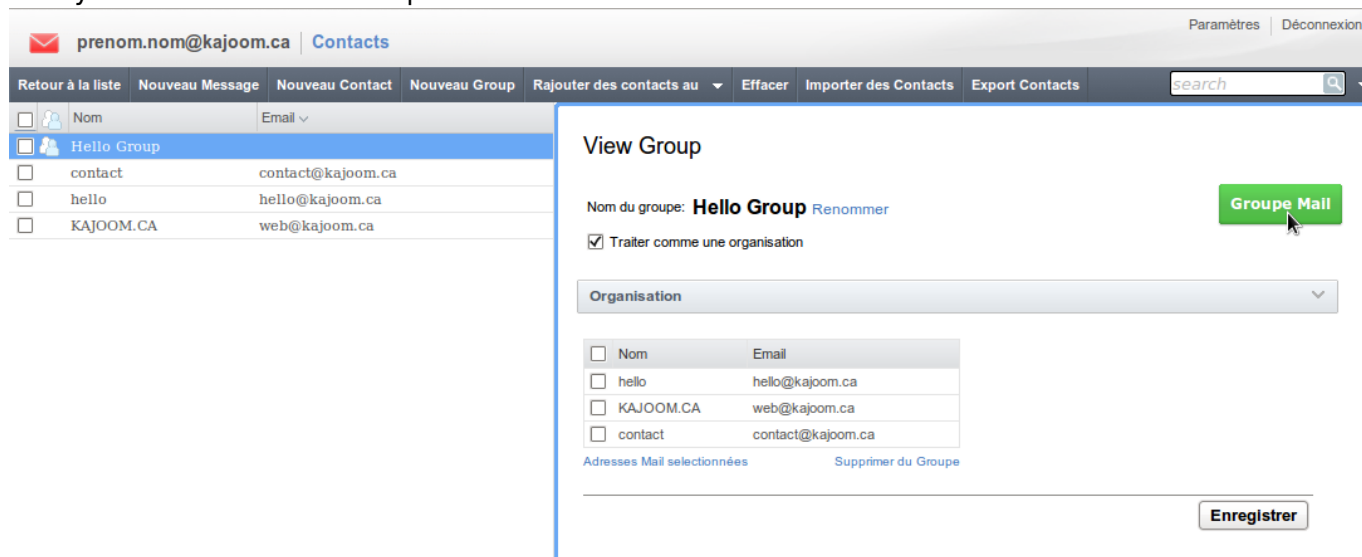 Paramètres Déconnexion
prenom.nom@kajoom.ca Contacts
Retour à la liste Nouveau Message Nouveau Contact Nouveau Group Rajouter des contacts au Effacer Importer des Contacts Export Contacts search
Nom Email
Hello Group
contact contact@kajoom.ca
hello hello@kajoom.ca
KAJOOM.CA web@kajoom.ca
View Group
Nom du groupe: Hello Group Renommer
Groupe Mail
Traiter comme une organisation
Organisation
Nom Email
hello hello@kajoom.ca
KAJOOM.CA web@kajoom.ca
contact contact@kajoom.ca
Adresses Mail selectionnées Supprimer du Groupe
Enregistrer